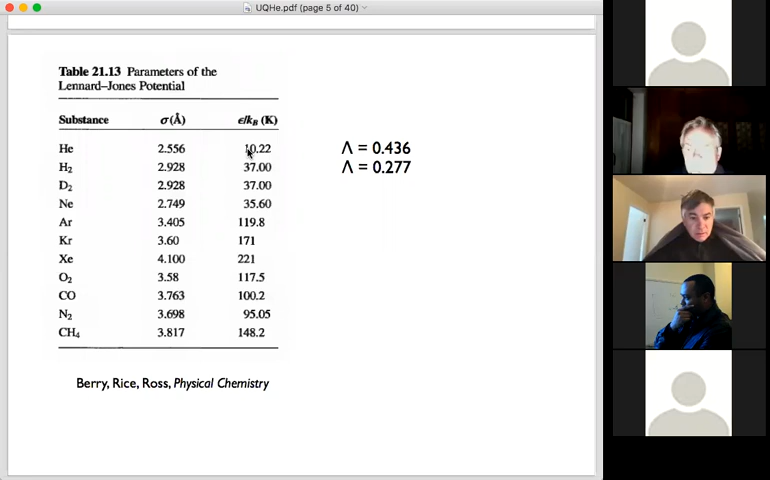 UQHe.pdf (page 5 of 40)
Table 21.13 Parameters of the
Lennard–Jones Potential
Substance σ(Å) ϵ/k_B (K)
He 2.556 10.22
H₂ 2.928 37.00
D₂ 2.928 37.00
Ne 2.749 35.60
Ar 3.405 119.8
Kr 3.60 171
Xe 4.100 221
O₂ 3.58 117.5
CO 3.763 100.2
N₂ 3.698 95.05
CH₄ 3.817 148.2
Λ = 0.436
Λ = 0.277
Berry, Rice, Ross, Physical Chemistry